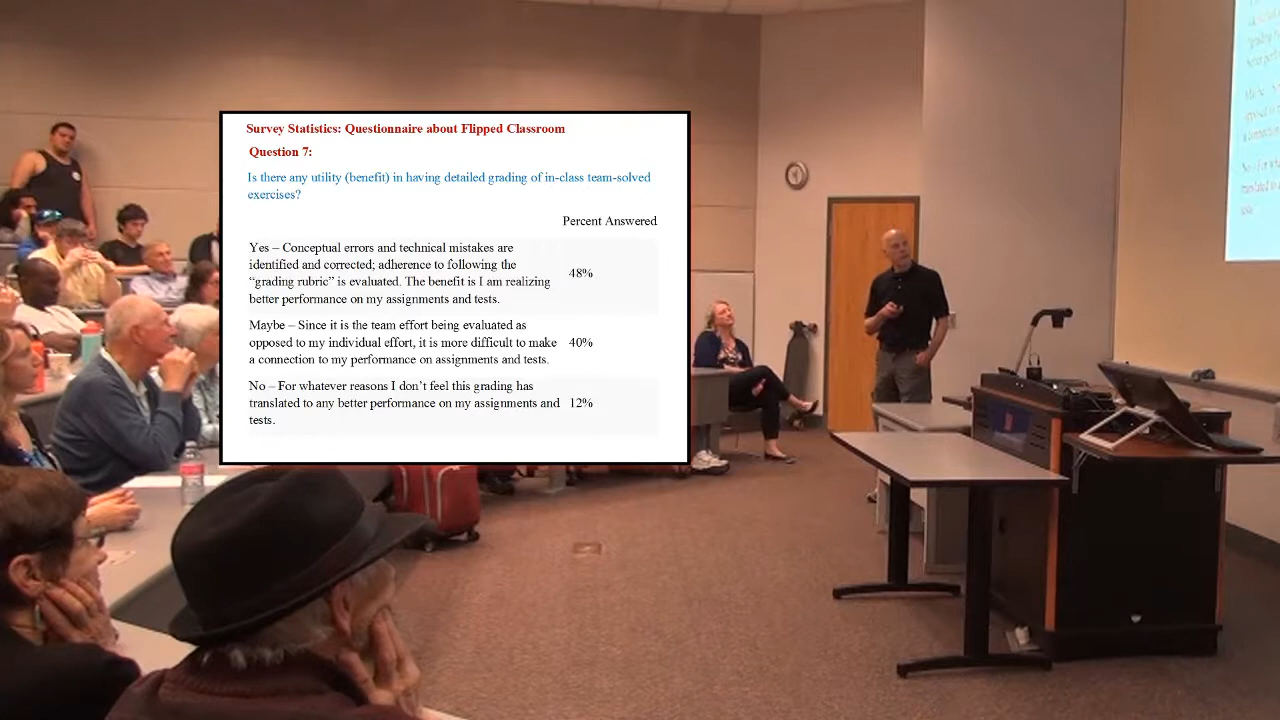 Survey Statistics: Questionnaire about Flipped Classroom
Question 7:
Is there any utility (benefit) in having detailed grading of in-class team-solved
exercises?
Percent Answered
Yes – Conceptual errors and technical mistakes are
identified and corrected; adherence to following the
“grading rubric” is evaluated. The benefit is I am realizing
better performance on my assignments and tests.
48%
Maybe – Since it is the team effort being evaluated as
opposed to my individual effort, it is more difficult to make
a connection to my performance on assignments and tests.
40%
No – For whatever reasons I don’t feel this grading has
translated to any better performance on my assignments and
tests.
12%